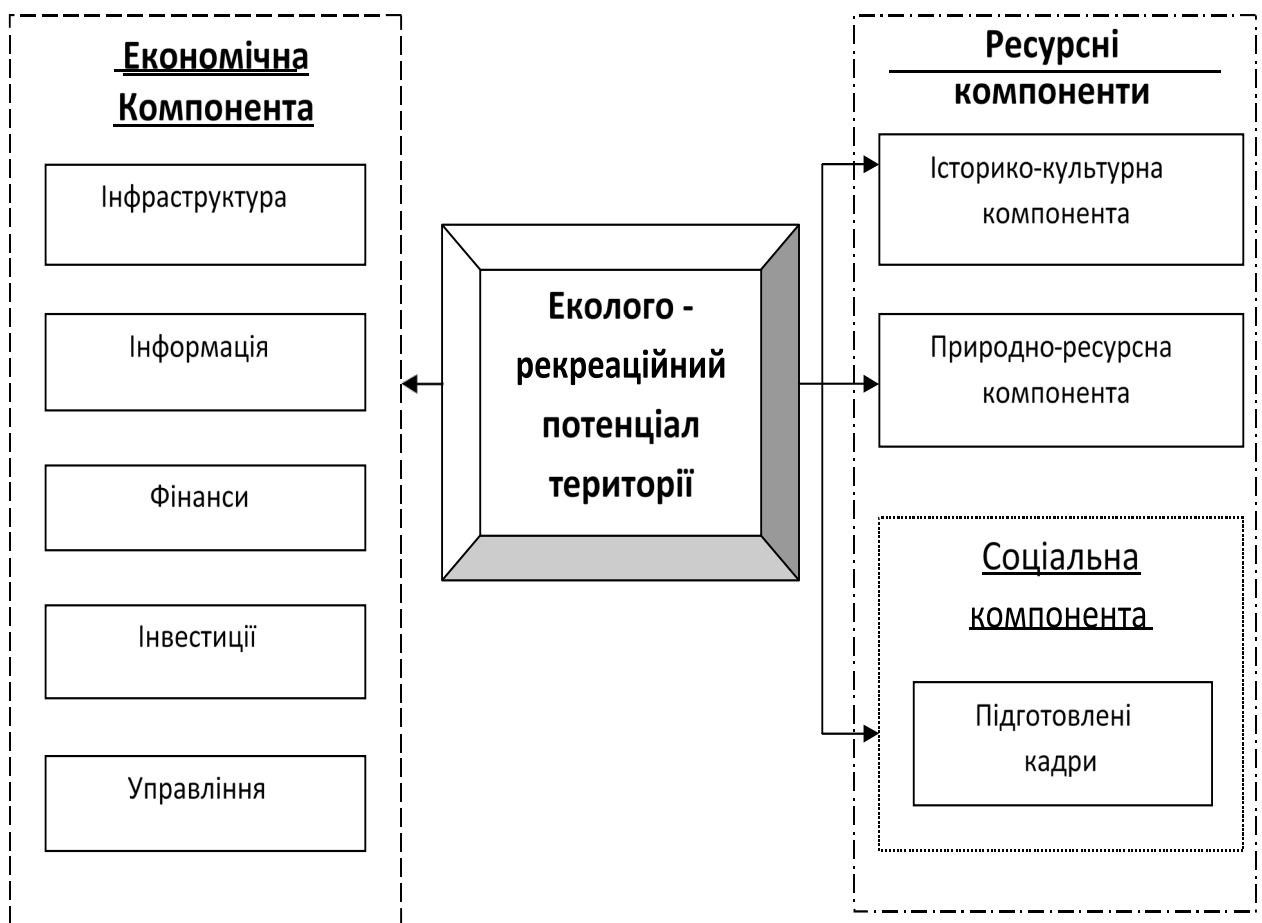 Економічна
Компонента
Інфраструктура
Інформація
Фінанси
Інвестиції
Управління
Еколого -
рекреаційний
потенціал
території
Ресурсні
компоненти
Історико-культурна
компонента
Природно-ресурсна
компонента
Соціальна
компонента
Підготовлені
кадри